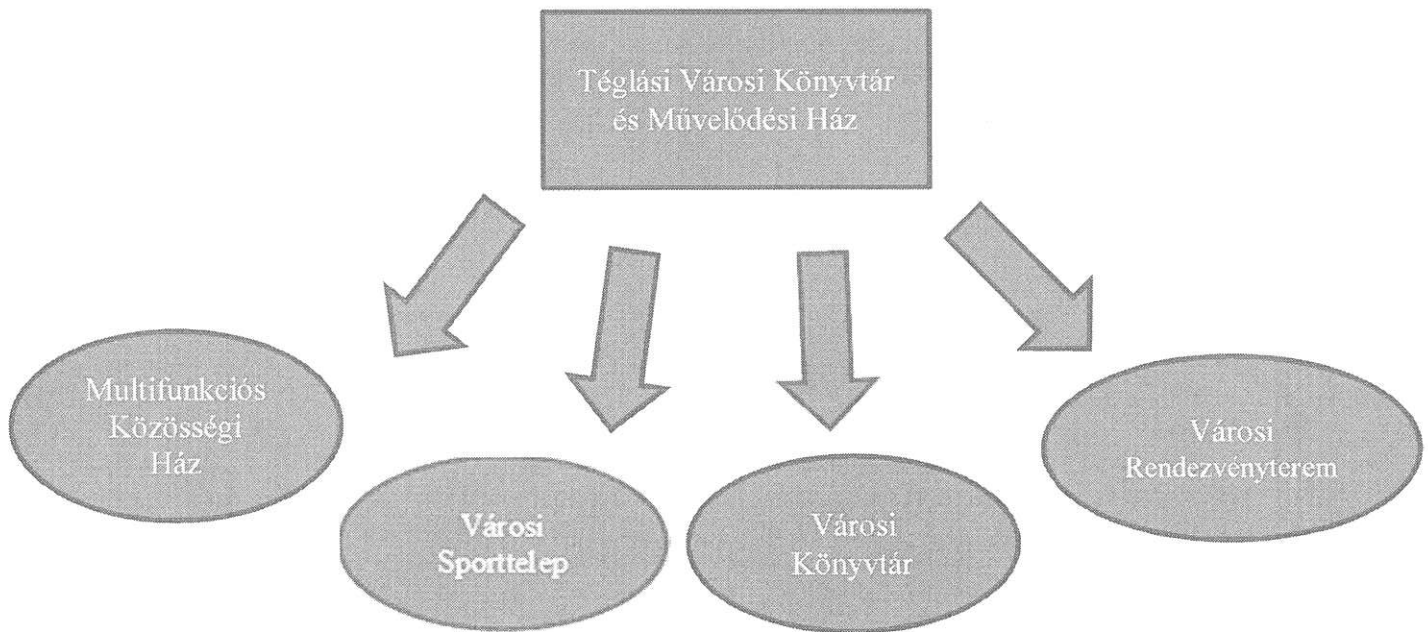 Téglási Városi Könyvtár
és Művelődési Ház
Multifunkciós
Közösségi
Ház
Városi
Sporttelep
Városi
Könyvtár
Városi
Rendezvényterem